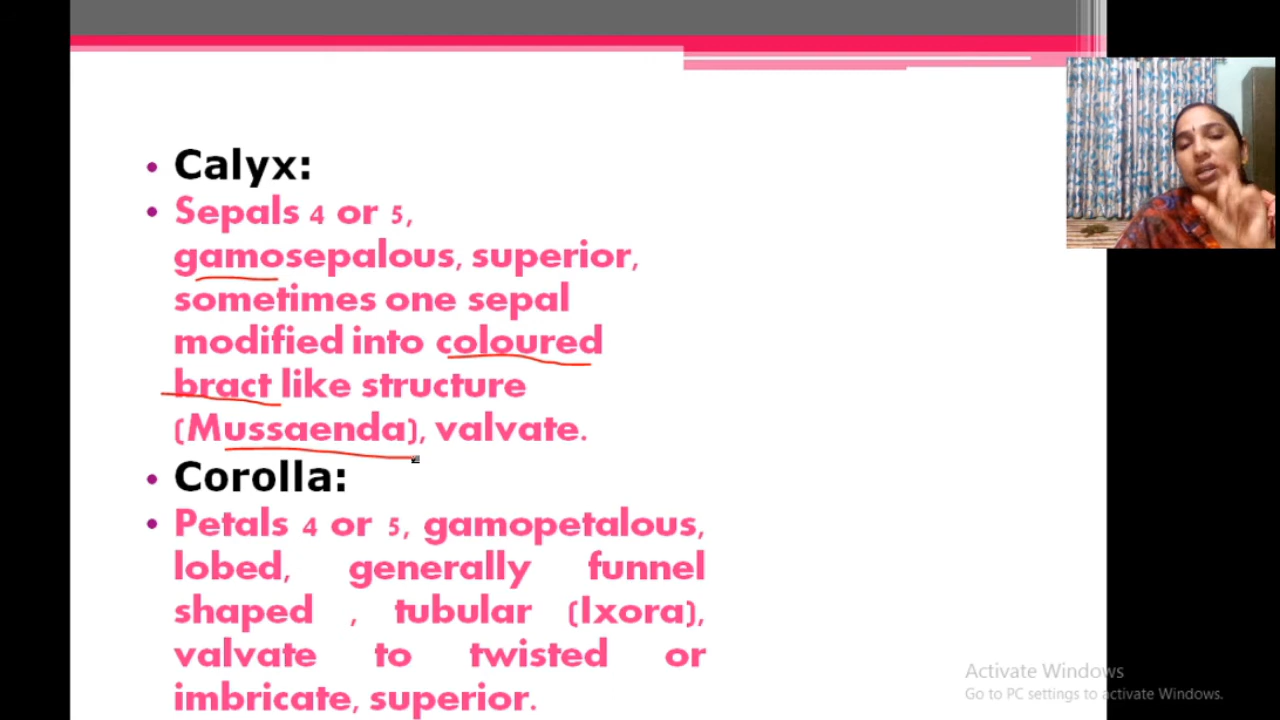 Calyx:
Sepals 4 or 5,
gamosepalous, superior,
sometimes one sepal
modified into coloured
bract like structure
(Mussaenda), valvate.
Corolla:
Petals 4 or 5, gamopetalous,
lobed, generally funnel
shaped , tubular (Ixora),
valvate to twisted or
imbricate, superior.
Activate Windows
Go to PC settings to activate Windows.